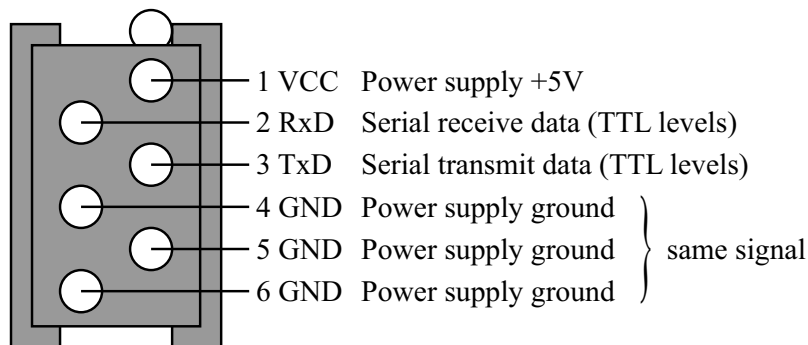 1 VCC Power supply +5V
2 RxD Serial receive data (TTL levels)
3 TxD Serial transmit data (TTL levels)
4 GND Power supply ground
5 GND Power supply ground } same signal
6 GND Power supply ground